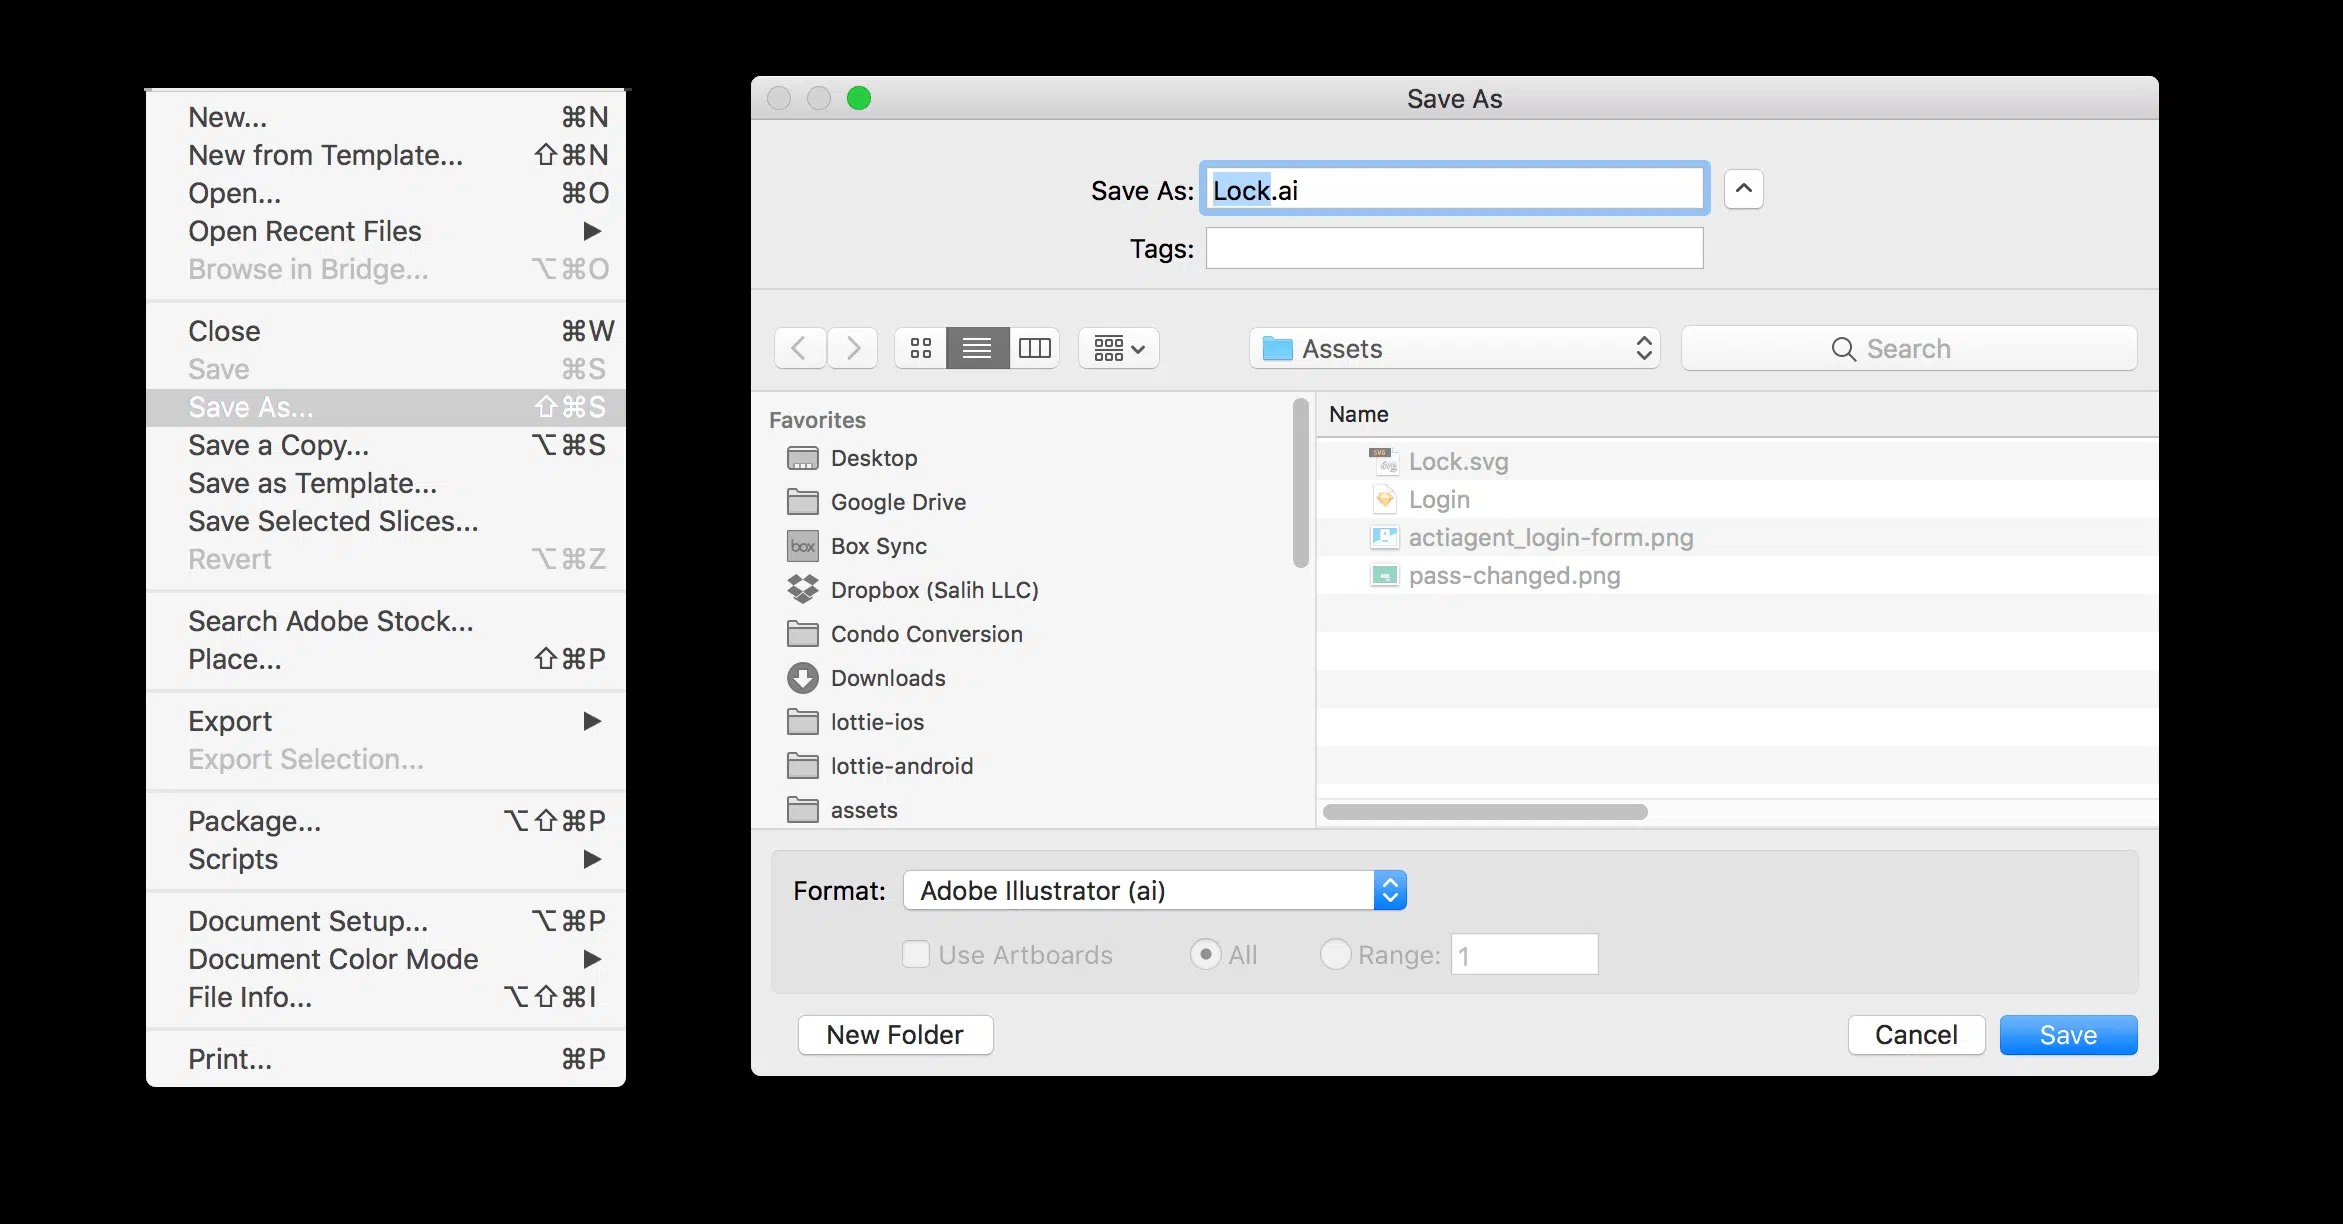 New... ⌘N
New from Template... ⇧⌘N
Open... ⌘O
Open Recent Files ▶
Browse in Bridge... ⌥⌘O
Close ⌘W
Save ⌘S
Save As... ⇧⌘S
Save a Copy... ⌥⌘S
Save as Template...
Save Selected Slices...
Revert ⌥⌘Z
Search Adobe Stock...
Place... ⇧⌘P
Export ▶
Export Selection...
Package... ⌥⇧⌘P
Scripts ▶
Document Setup... ⌥⌘P
Document Color Mode ▶
File Info... ⌥⇧⌘I
Print... ⌘P
Save As
Save As: Lock.ai
Tags:
Assets
Search
Favorites
Desktop
Google Drive
box Box Sync
Dropbox (Salih LLC)
Condo Conversion
Downloads
lottie-ios
lottie-android
assets
Name
SVG Lock.svg
Login
actiagent_login-form.png
pass-changed.png
Format: Adobe Illustrator (ai)
Use Artboards All Range: 1
New Folder Cancel Save